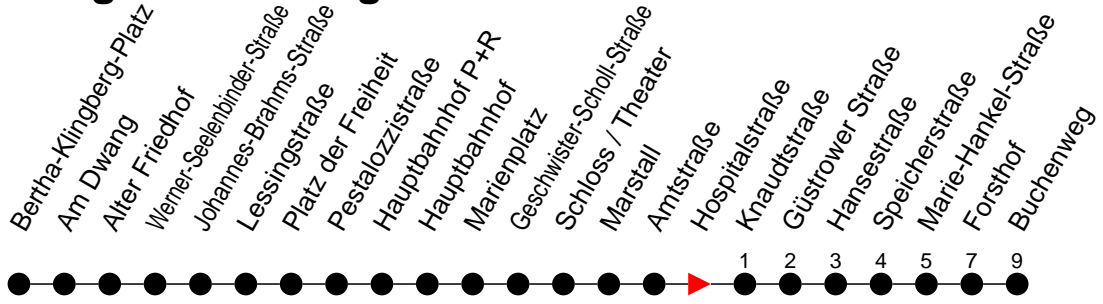 Bertha-Klingberg-Platz
Am Dwang
Alter Friedhof
Werner-Seelenbinder-Straße
Johannes-Brahms-Straße
Lessingstraße
Platz der Freiheit
Pestalozzistraße
Hauptbahnhof P+R
Hauptbahnhof
Marienplatz
Geschwister-Scholl-Straße
Schloss / Theater
Marstall
Amtstraße
Hospitalstraße
Knaudtstraße
Güstrower Straße
Hansestraße
Speicherstraße
Marie-Hankel-Straße
Forsthof
Buchenweg
1 2 3 4 5 7 9